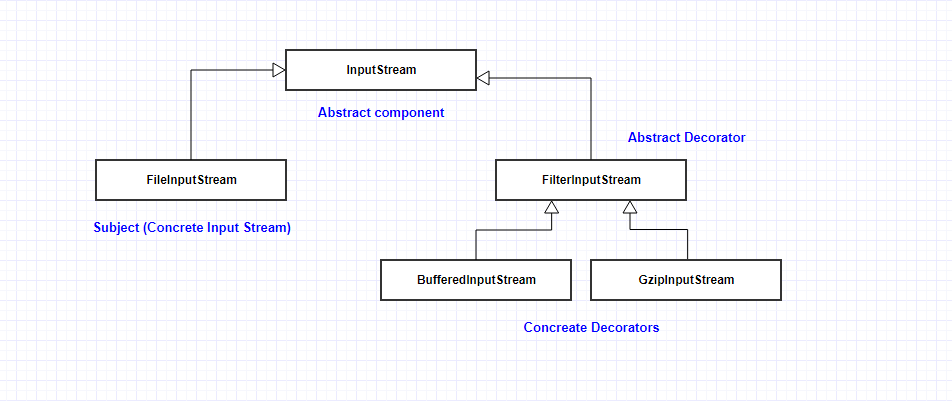 InputStream
Abstract component
Abstract Decorator
FileInputStream
FilterInputStream
Subject (Concrete Input Stream)
BufferedInputStream
GzipInputStream
Concreate Decorators